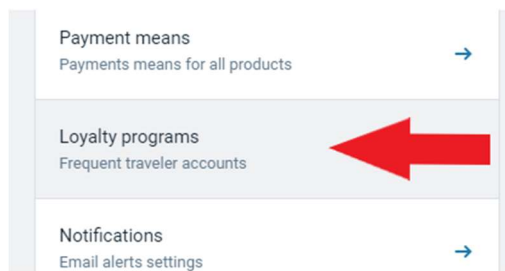 Payment means
Payments means for all products
Loyalty programs
Frequent traveler accounts
Notifications
Email alerts settings